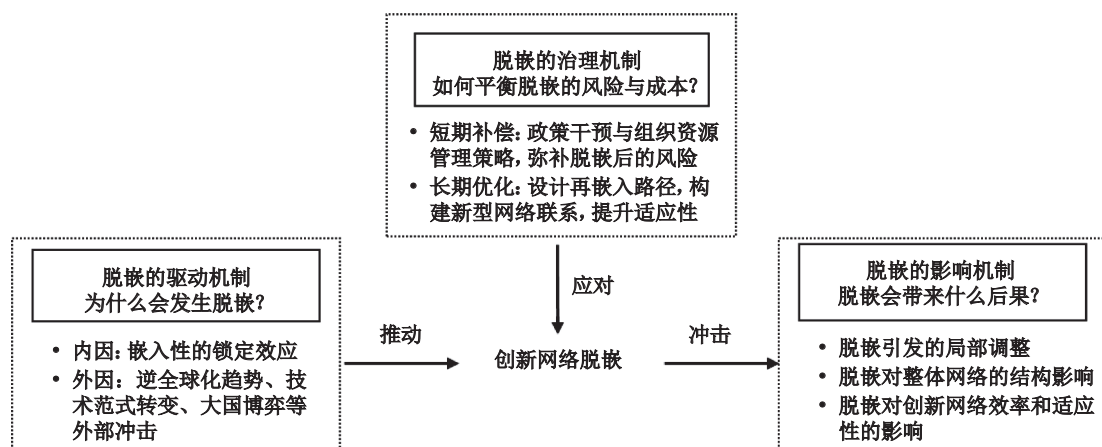 脱嵌的治理机制
如何平衡脱嵌的风险与成本？
• 短期补偿：政策干预与组织资源
管理策略，弥补脱嵌后的风险
• 长期优化：设计再嵌入路径，构
建新型网络联系，提升适应性
应对
脱嵌的驱动机制
为什么会发生脱嵌？
• 内因：嵌入性的锁定效应
• 外因：逆全球化趋势、技
术范式转变、大国博弈等
外部冲击
推动
创新网络脱嵌
冲击
脱嵌的影响机制
脱嵌会带来什么后果？
• 脱嵌引发的局部调整
• 脱嵌对整体网络的结构影响
• 脱嵌对创新网络效率和适应
性的影响